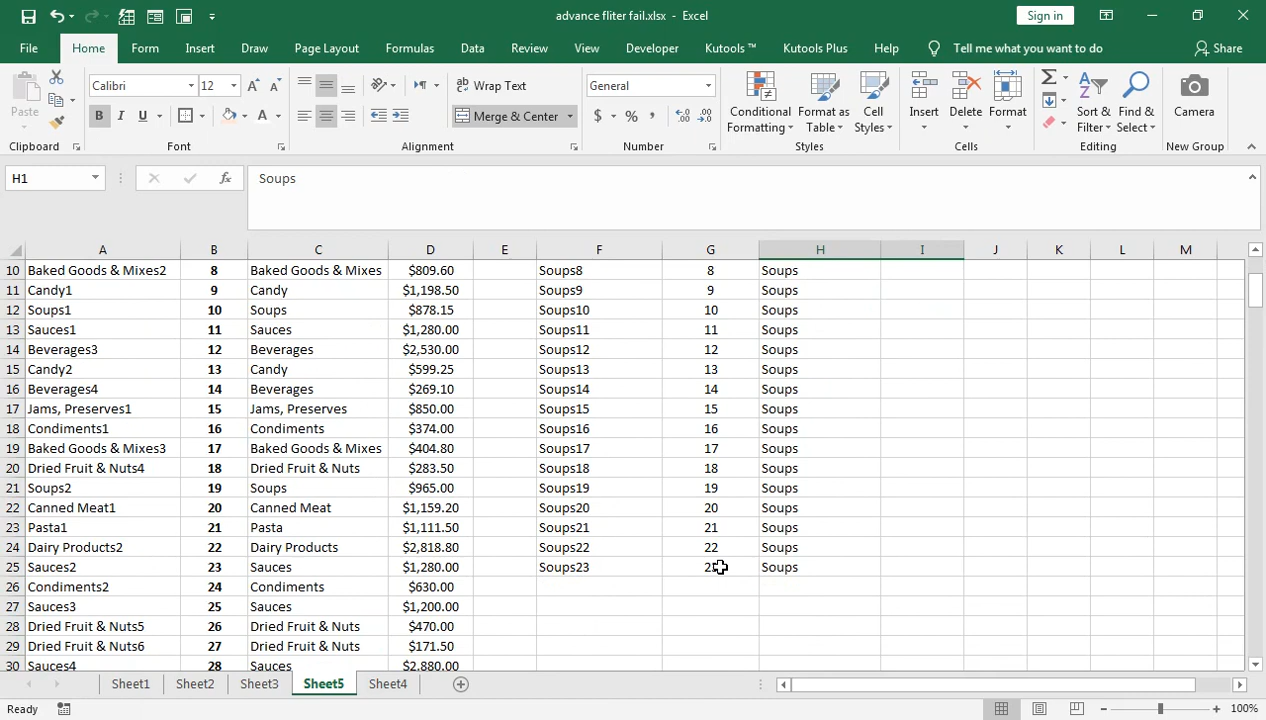 advance fliter fail.xlsx - Excel
Sign in
File Home Form Insert Draw Page Layout Formulas Data Review View Developer Kutools ™ Kutools Plus Help Tell me what you want to do Share
Paste
Calibri 12
Wrap Text
General
B I U
Merge & Center
$ % ,
Conditional Formatting
Format as Table
Cell Styles
Insert
Delete
Format
Sort & Filter
Find & Select
Camera
Clipboard Font Alignment Number Styles Cells Editing New Group
H1 fx Soups
A B C D E F G H I J K L M
10 Baked Goods & Mixes2 8 Baked Goods & Mixes $809.60 Soups8 8 Soups
11 Candy1 9 Candy $1,198.50 Soups9 9 Soups
12 Soups1 10 Soups $878.15 Soups10 10 Soups
13 Sauces1 11 Sauces $1,280.00 Soups11 11 Soups
14 Beverages3 12 Beverages $2,530.00 Soups12 12 Soups
15 Candy2 13 Candy $599.25 Soups13 13 Soups
16 Beverages4 14 Beverages $269.10 Soups14 14 Soups
17 Jams, Preserves1 15 Jams, Preserves $850.00 Soups15 15 Soups
18 Condiments1 16 Condiments $374.00 Soups16 16 Soups
19 Baked Goods & Mixes3 17 Baked Goods & Mixes $404.80 Soups17 17 Soups
20 Dried Fruit & Nuts4 18 Dried Fruit & Nuts $283.50 Soups18 18 Soups
21 Soups2 19 Soups $965.00 Soups19 19 Soups
22 Canned Meat1 20 Canned Meat $1,159.20 Soups20 20 Soups
23 Pasta1 21 Pasta $1,111.50 Soups21 21 Soups
24 Dairy Products2 22 Dairy Products $2,818.80 Soups22 22 Soups
25 Sauces2 23 Sauces $1,280.00 Soups23 Soups
26 Condiments2 24 Condiments $630.00
27 Sauces3 25 Sauces $1,200.00
28 Dried Fruit & Nuts5 26 Dried Fruit & Nuts $470.00
29 Dried Fruit & Nuts6 27 Dried Fruit & Nuts $171.50
30 Sauces4 28 Sauces $2,880.00
Sheet1 Sheet2 Sheet3 Sheet5 Sheet4
Ready 100%